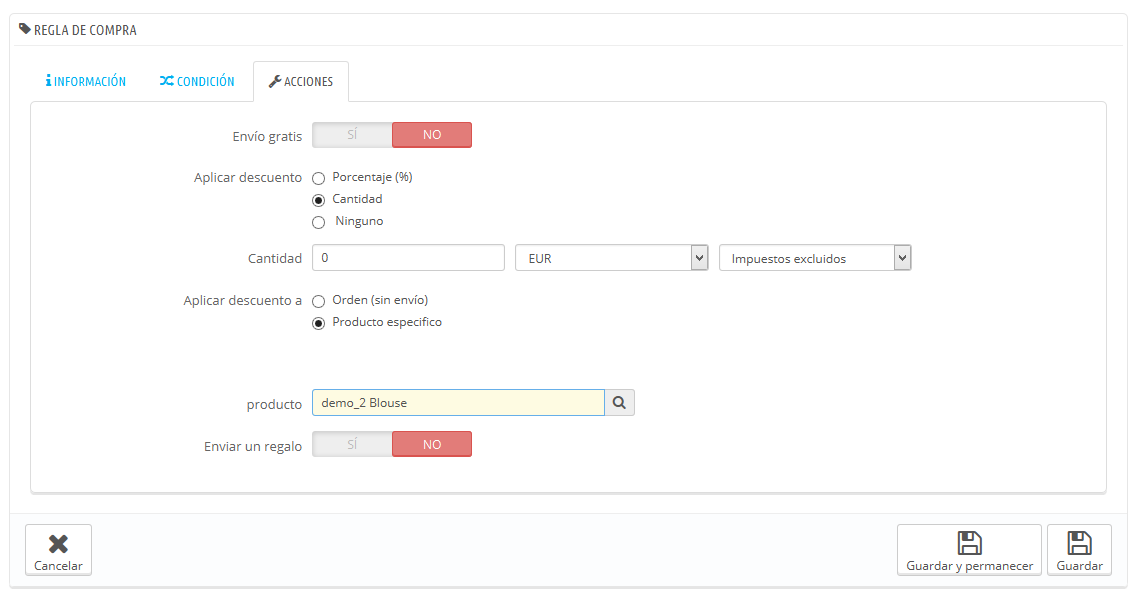 REGLA DE COMPRA
INFORMACIÓN CONDICIÓN ACCIONES
Envío gratis SÍ NO
Aplicar descuento Porcentaje (%)
Cantidad
Ninguno
Cantidad 0 EUR Impuestos excluidos
Aplicar descuento a Orden (sin envío)
Producto especifico
producto demo_2 Blouse
Enviar un regalo SÍ NO
Cancelar Guardar y permanecer Guardar